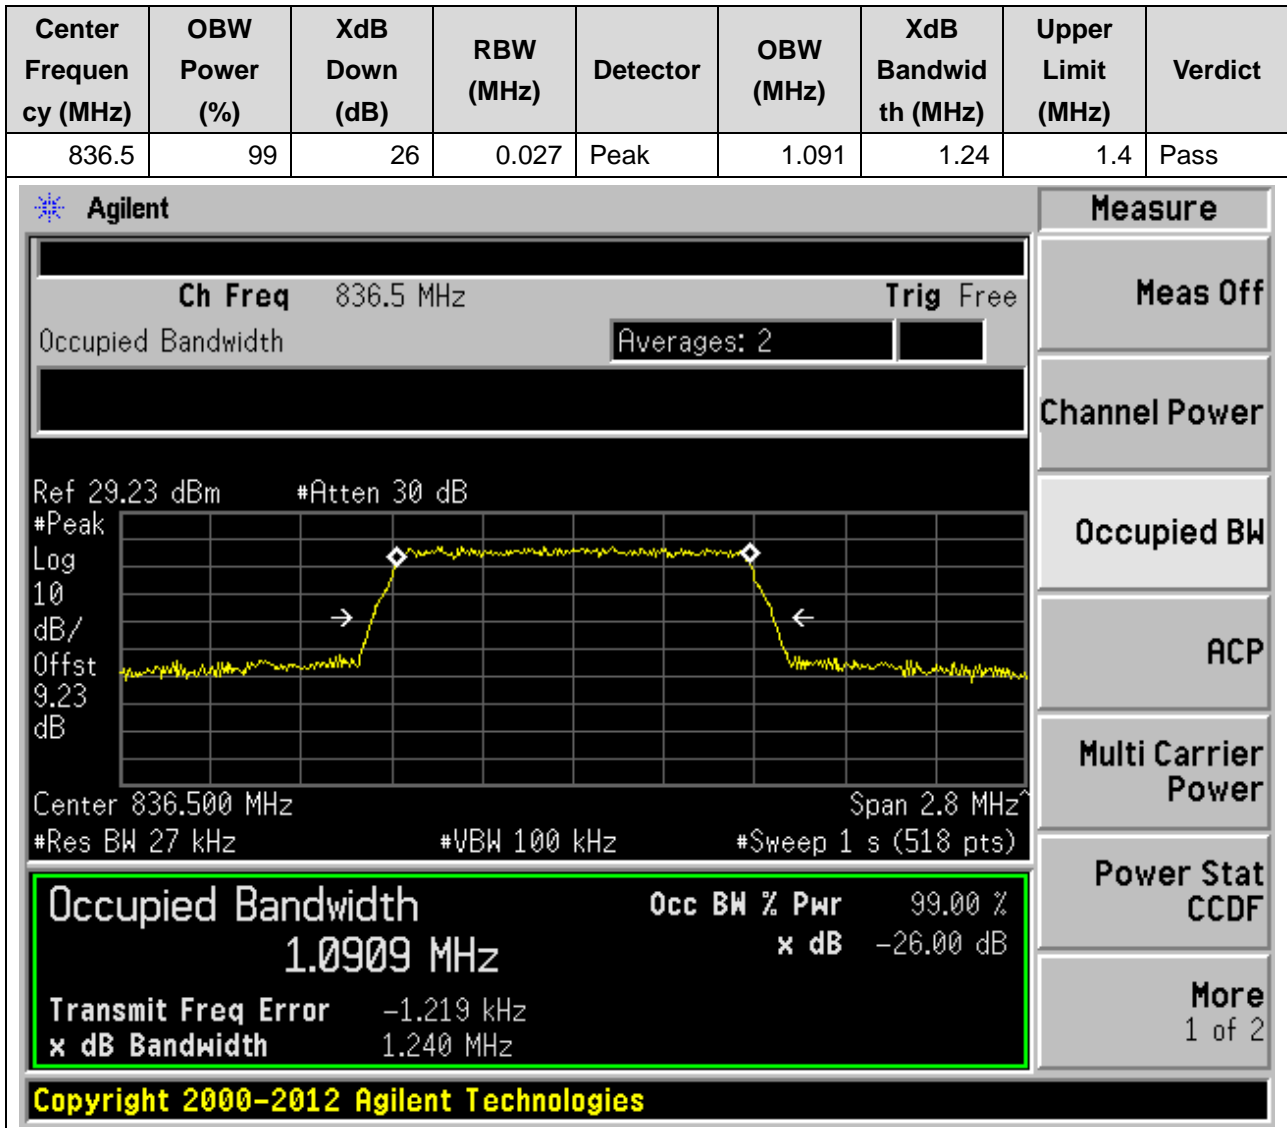 Center Frequen cy (MHz) OBW Power (%) XdB Down (dB) RBW (MHz) Detector OBW (MHz) XdB Bandwid th (MHz) Upper Limit (MHz) Verdict
836.5 99 26 0.027 Peak 1.091 1.24 1.4 Pass
Agilent
Measure
Ch Freq 836.5 MHz Trig Free
Occupied Bandwidth Averages: 2
Ref 29.23 dBm #Atten 30 dB
#Peak
Log
10
dB/
Offst
9.23
dB
Center 836.500 MHz Span 2.8 MHz^
#Res BW 27 kHz #VBW 100 kHz #Sweep 1 s (518 pts)
Occupied Bandwidth Occ BW % Pwr 99.00 %
1.0909 MHz x dB -26.00 dB
Transmit Freq Error -1.219 kHz
x dB Bandwidth 1.240 MHz
Meas Off
Channel Power
Occupied BW
ACP
Multi Carrier
Power
Power Stat
CCDF
More
1 of 2
Copyright 2000-2012 Agilent Technologies